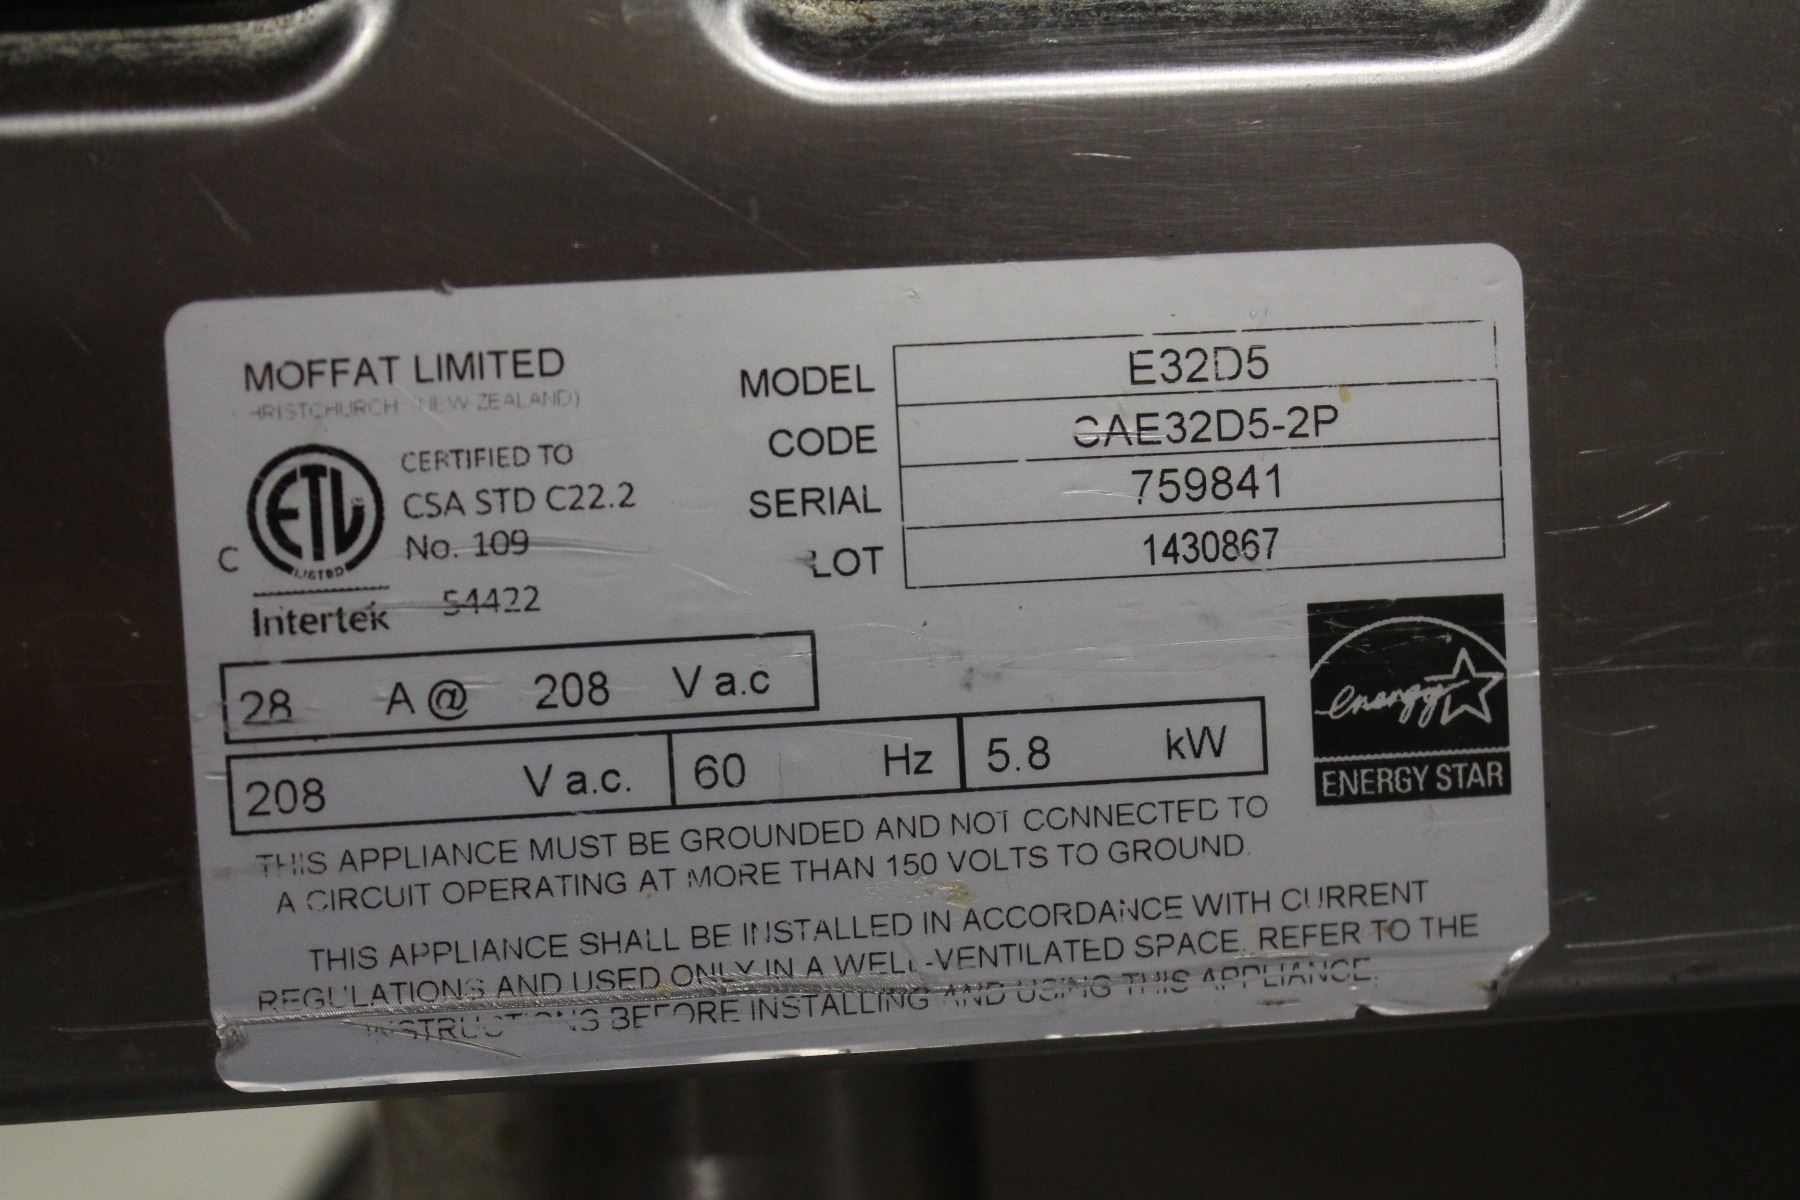 MOFFAT LIMITED
CHRISTCHURCH (NEW ZEALAND)
CERTIFIED TO
CSA STD C22.2
No. 109
54422
C
ETL
LISTED
Intertek
MODEL E32D5
CODE CAE32D5-2P
SERIAL 759841
LOT 1430867
28 A @ 208 V a.c
208 V a.c. 60 Hz 5.8 kW
energy
ENERGY STAR
THIS APPLIANCE MUST BE GROUNDED AND NOT CONNECTED TO
A CIRCUIT OPERATING AT MORE THAN 150 VOLTS TO GROUND.
THIS APPLIANCE SHALL BE INSTALLED IN ACCORDANCE WITH CURRENT
REGULATIONS AND USED ONLY IN A WELL-VENTILATED SPACE. REFER TO THE
INSTRUCTIONS BEFORE INSTALLING AND USING THIS APPLIANCE.